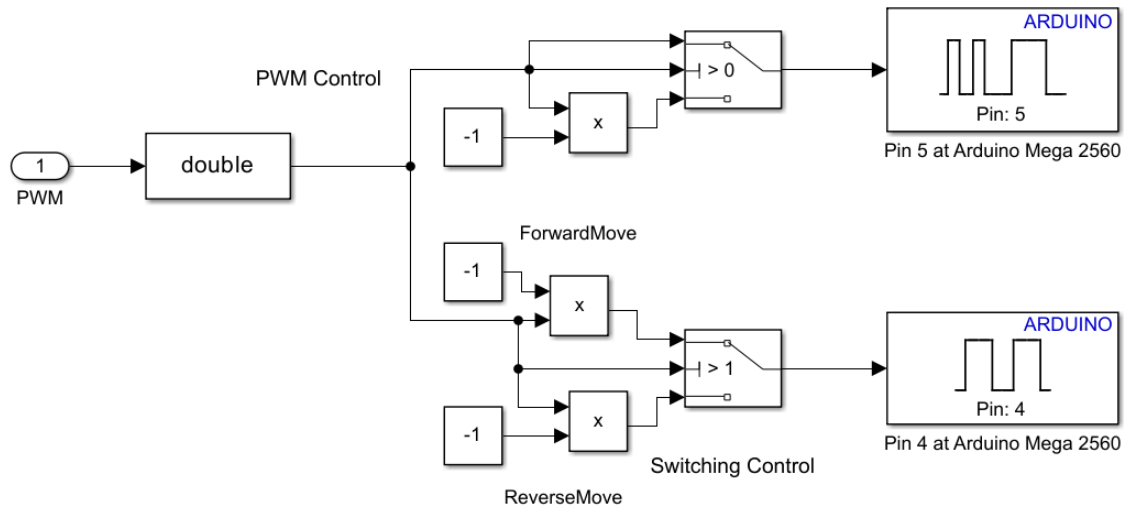 ARDUINO
PWM Control
> 0
-1
x
Pin: 5
Pin 5 at Arduino Mega 2560
1
double
PWM
ForwardMove
-1
x
ARDUINO
> 1
Pin: 4
-1
x
Pin 4 at Arduino Mega 2560
Switching Control
ReverseMove